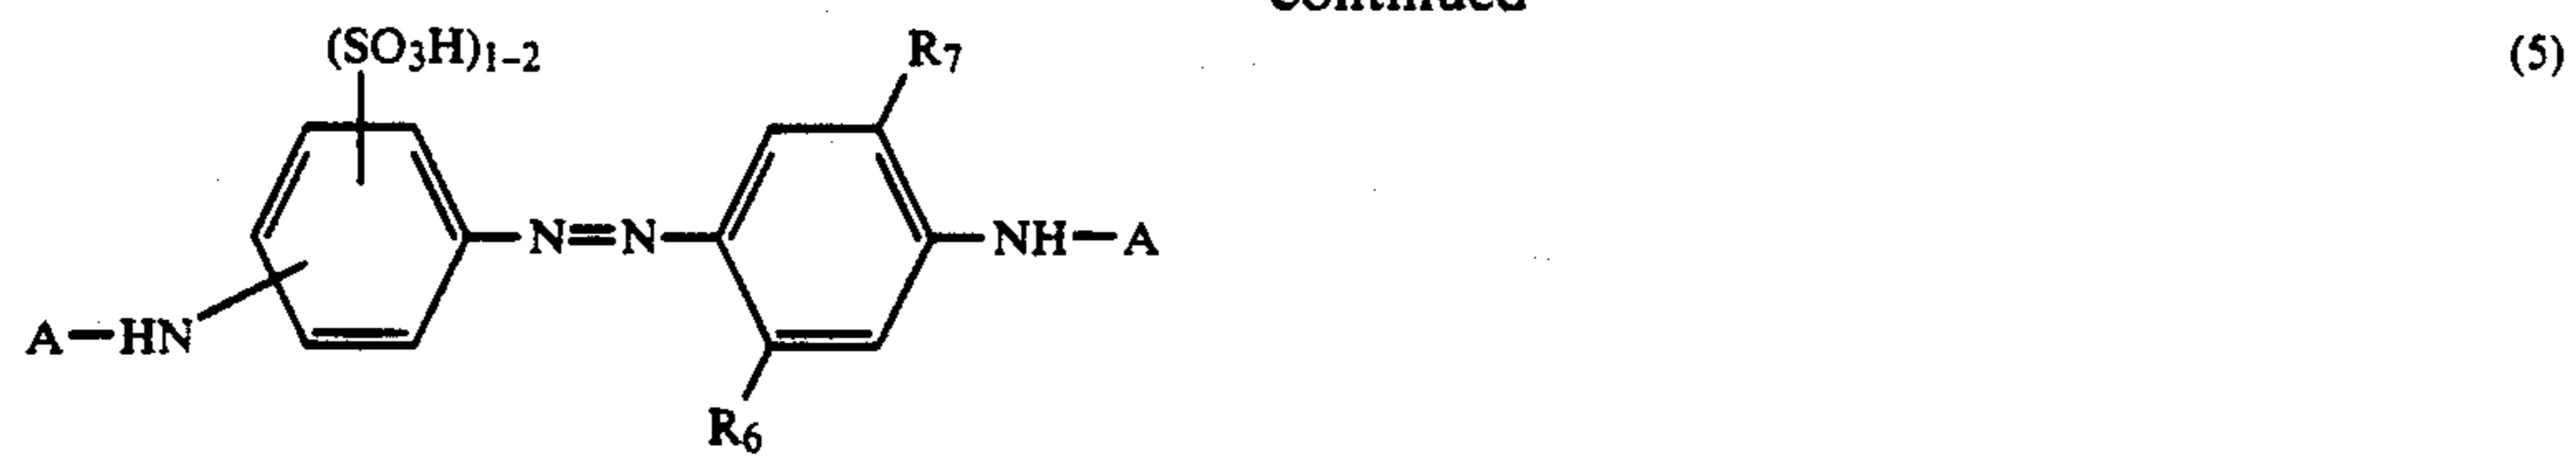 continued
(SO₃H)₁₋₂ R₇ (5)
N=N NH—A
A—HN
R₆